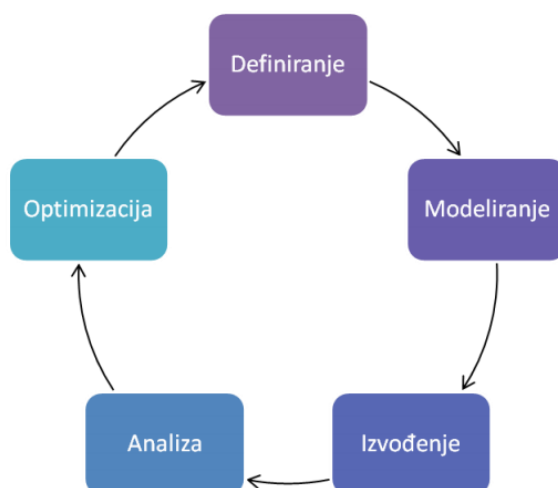 Definiranje
Modeliranje
Izvođenje
Analiza
Optimizacija